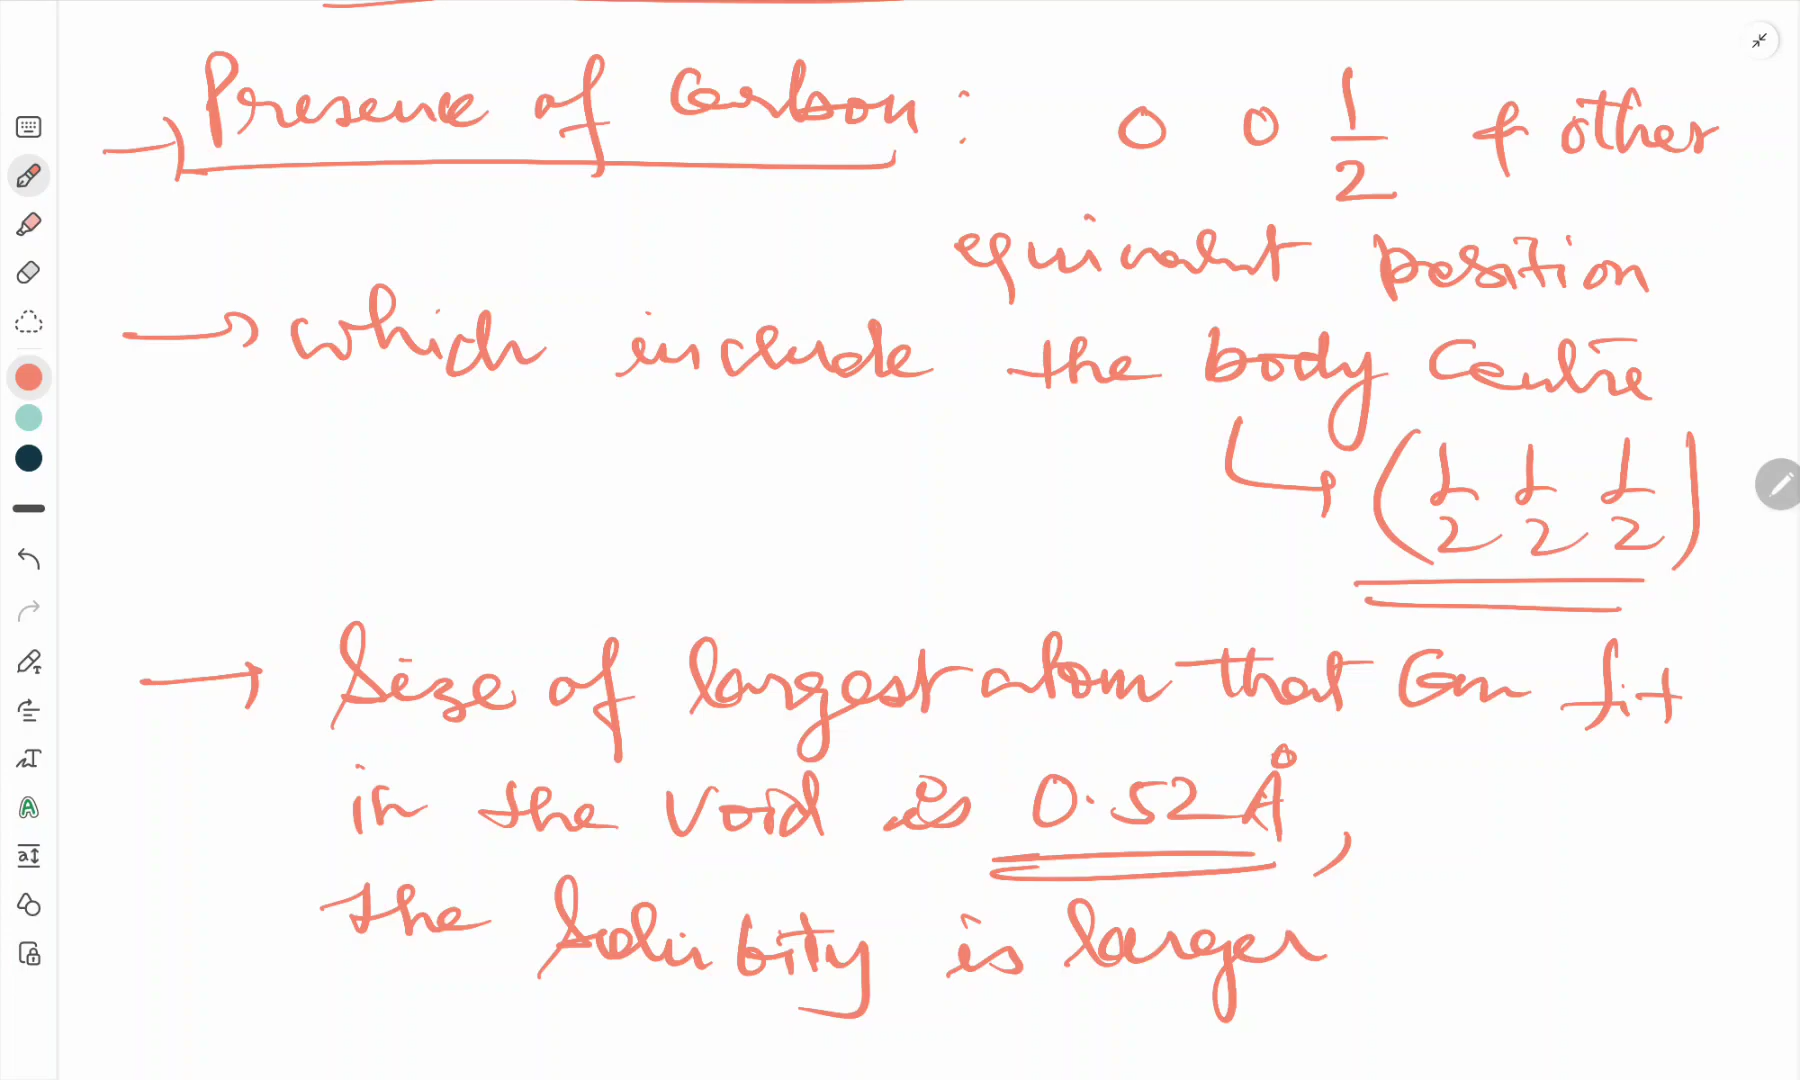 → Presence of Carbon : 0 0 1/2 & other
equivalent position
→ which include the body Centre
↳ (1/2 1/2 1/2)
→ Size of largest atom that Can fit
in the void is 0.52 Å,
the Solubility is larger